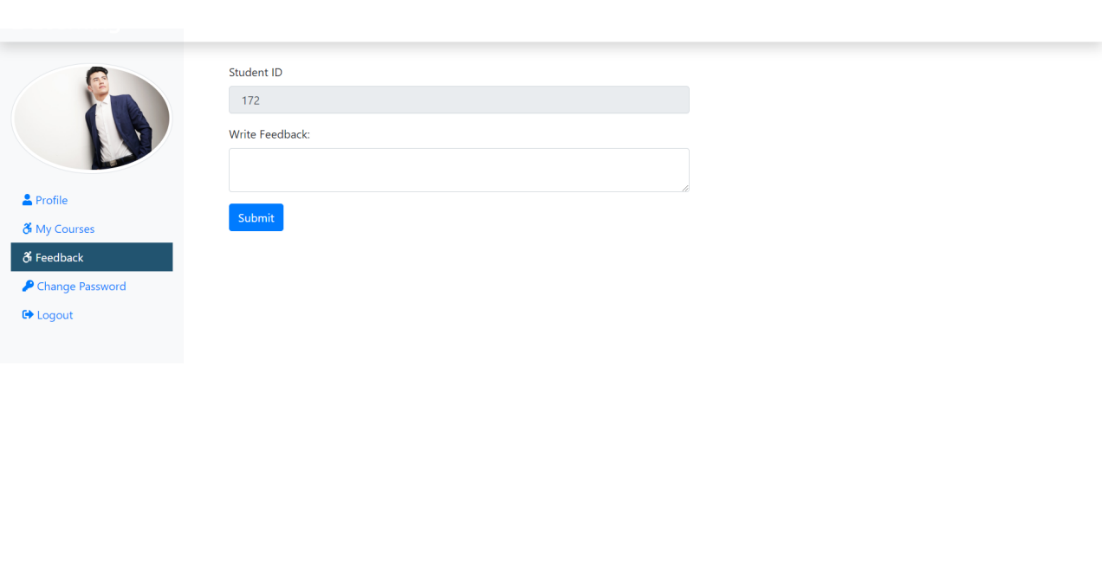 Student ID
172
Write Feedback:
Submit
Profile
My Courses
Feedback
Change Password
Logout